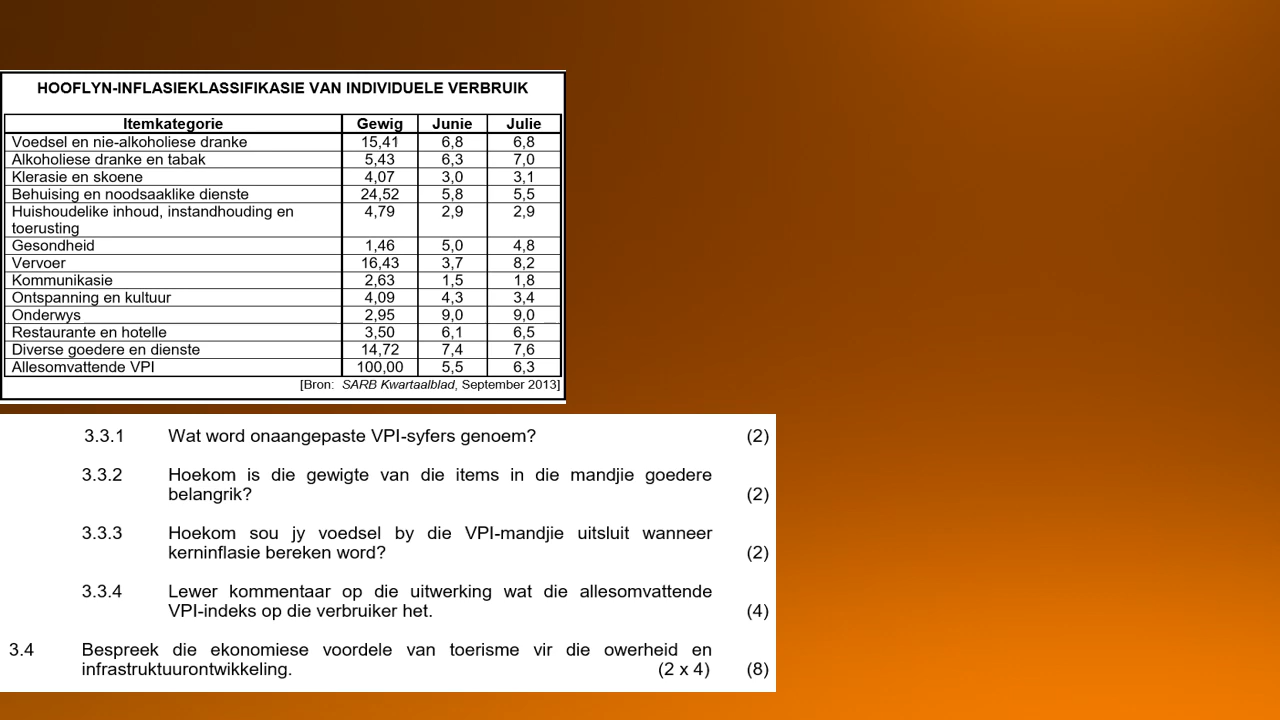 HOOFLYN-INFLASIEKLASSIFIKASIE VAN INDIVIDUELE VERBRUIK
Itemkategorie Gewig Junie Julie
Voedsel en nie-alkoholiese dranke 15,41 6,8 6,8
Alkoholiese dranke en tabak 5,43 6,3 7,0
Klerasie en skoene 4,07 3,0 3,1
Behuising en noodsaaklike dienste 24,52 5,8 5,5
Huishoudelike inhoud, instandhouding en 4,79 2,9 2,9
toerusting
Gesondheid 1,46 5,0 4,8
Vervoer 16,43 3,7 8,2
Kommunikasie 2,63 1,5 1,8
Ontspanning en kultuur 4,09 4,3 3,4
Onderwys 2,95 9,0 9,0
Restaurante en hotelle 3,50 6,1 6,5
Diverse goedere en dienste 14,72 7,4 7,6
Allesomvattende VPI 100,00 5,5 6,3
[Bron: SARB Kwartaalblad, September 2013]
3.3.1 Wat word onaangepaste VPI-syfers genoem? (2)
3.3.2 Hoekom is die gewigte van die items in die mandjie goedere
belangrik? (2)
3.3.3 Hoekom sou jy voedsel by die VPI-mandjie uitsluit wanneer
kerninflasie bereken word? (2)
3.3.4 Lewer kommentaar op die uitwerking wat die allesomvattende
VPI-indeks op die verbruiker het. (4)
3.4 Bespreek die ekonomiese voordele van toerisme vir die owerheid en
infrastruktuurontwikkeling. (2 x 4) (8)